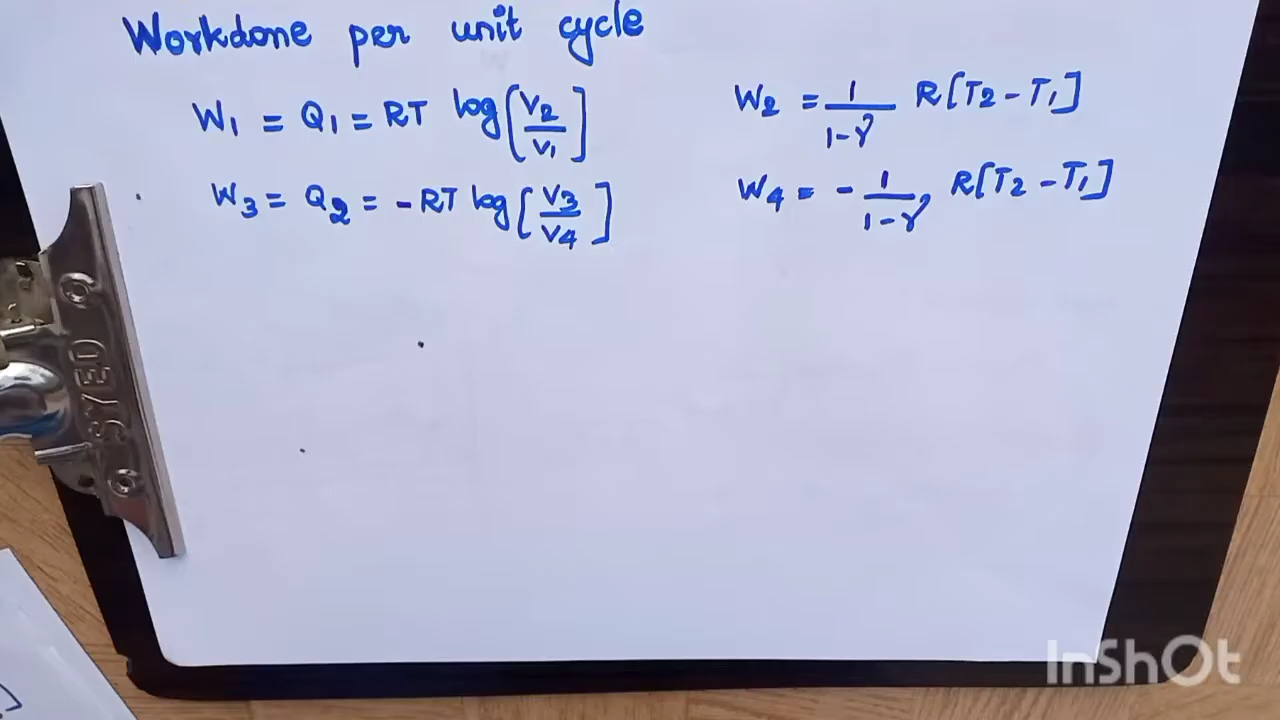 Workdone per unit cycle
W₁ = Q₁ = RT log[V₂/V₁]
W₂ = 1/(1-γ) R[T₂-T₁]
W₃ = Q₂ = -RT log[V₃/V₄]
W₄ = -1/(1-γ) R[T₂-T₁]
SYED
InShOt